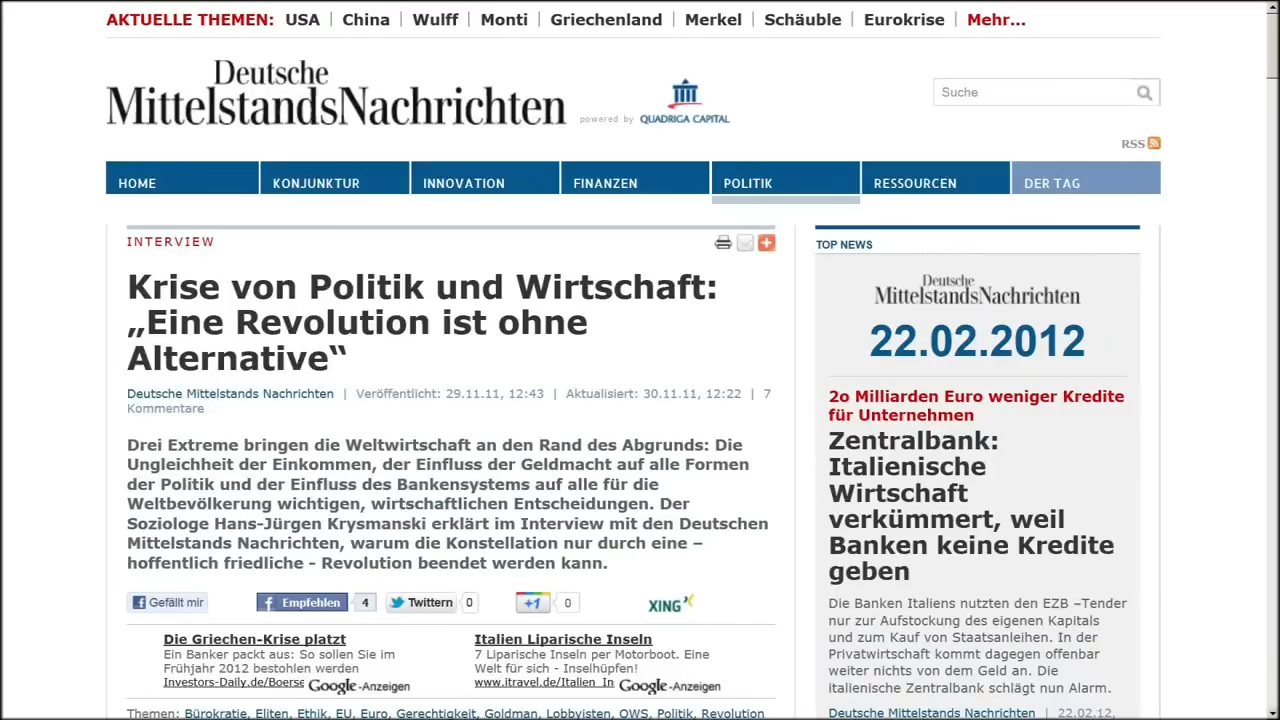 AKTUELLE THEMEN: USA | China | Wulff | Monti | Griechenland | Merkel | Schäuble | Eurokrise | Mehr...
Deutsche
MittelstandsNachrichten
powered by QUADRIGA CAPITAL
Suche
RSS
HOME KONJUNKTUR INNOVATION FINANZEN POLITIK RESSOURCEN DER TAG
INTERVIEW
Krise von Politik und Wirtschaft:
„Eine Revolution ist ohne
Alternative“
Deutsche Mittelstands Nachrichten | Veröffentlicht: 29.11.11, 12:43 | Aktualisiert: 30.11.11, 12:22 | 7
Kommentare
Drei Extreme bringen die Weltwirtschaft an den Rand des Abgrunds: Die
Ungleichheit der Einkommen, der Einfluss der Geldmacht auf alle Formen
der Politik und der Einfluss des Bankensystems auf alle für die
Weltbevölkerung wichtigen, wirtschaftlichen Entscheidungen. Der
Soziologe Hans-Jürgen Krysmanski erklärt im Interview mit den Deutschen
Mittelstands Nachrichten, warum die Konstellation nur durch eine –
hoffentlich friedliche - Revolution beendet werden kann.
Gefällt mir Empfehlen 4 Twittern 0 +1 0 XING
Die Griechen-Krise platzt
Ein Banker packt aus: So sollen Sie im
Frühjahr 2012 bestohlen werden
Investors-Daily.de/Boerse Google-Anzeigen
Italien Liparische Inseln
7 Liparische Inseln per Motorboot. Eine
Welt für sich - Inselhüpfen!
www.itravel.de/Italien_In Google-Anzeigen
Themen: Bürokratie, Eliten, Ethik, EU, Euro, Gerechtigkeit, Goldman, Lobbyisten, OWS, Politik, Revolution
TOP NEWS
Deutsche
MittelstandsNachrichten
22.02.2012
2o Milliarden Euro weniger Kredite
für Unternehmen
Zentralbank:
Italienische
Wirtschaft
verkümmert, weil
Banken keine Kredite
geben
Die Banken Italiens nutzten den EZB –Tender
nur zur Aufstockung des eigenen Kapitals
und zum Kauf von Staatsanleihen. In der
Privatwirtschaft kommt dagegen offenbar
weiter nichts von dem Geld an. Die
italienische Zentralbank schlägt nun Alarm.
Deutsche Mittelstands Nachrichten | 22.02.12,